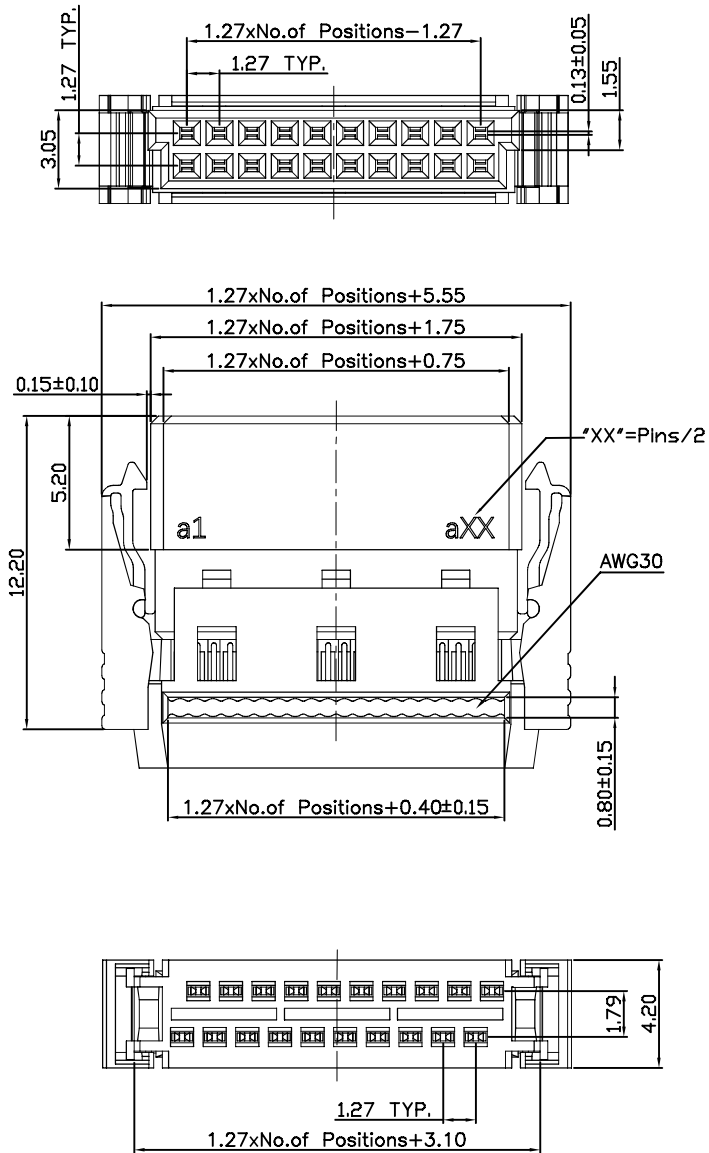 1.27 TYP.
1.27xNo.of Positions-1.27
1.27 TYP.
0.13±0.05
1.55
3.05
1.27xNo.of Positions+5.55
1.27xNo.of Positions+1.75
1.27xNo.of Positions+0.75
0.15±0.10
"XX"=Pins/2
5.20
12.20
a1
aXX
AWG30
0.80±0.15
1.27xNo.of Positions+0.40±0.15
1.79
4.20
1.27 TYP.
1.27xNo.of Positions+3.10